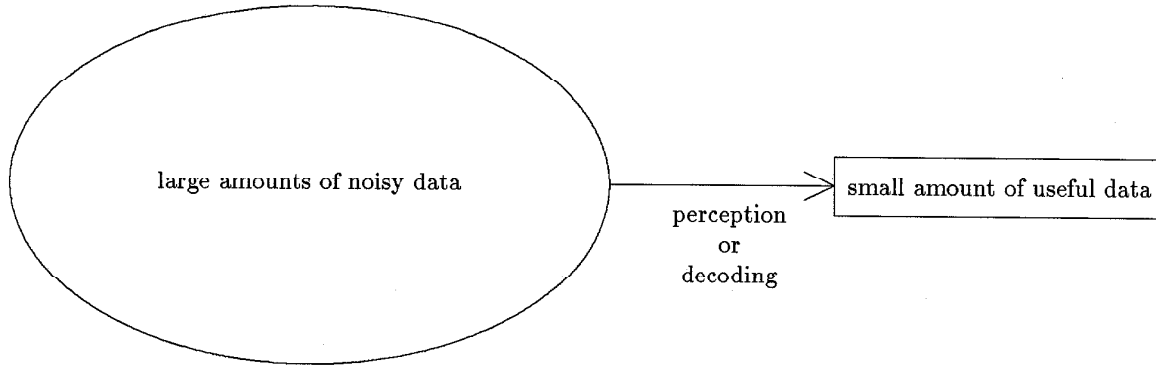 large amounts of noisy data
small amount of useful data
perception
or
decoding